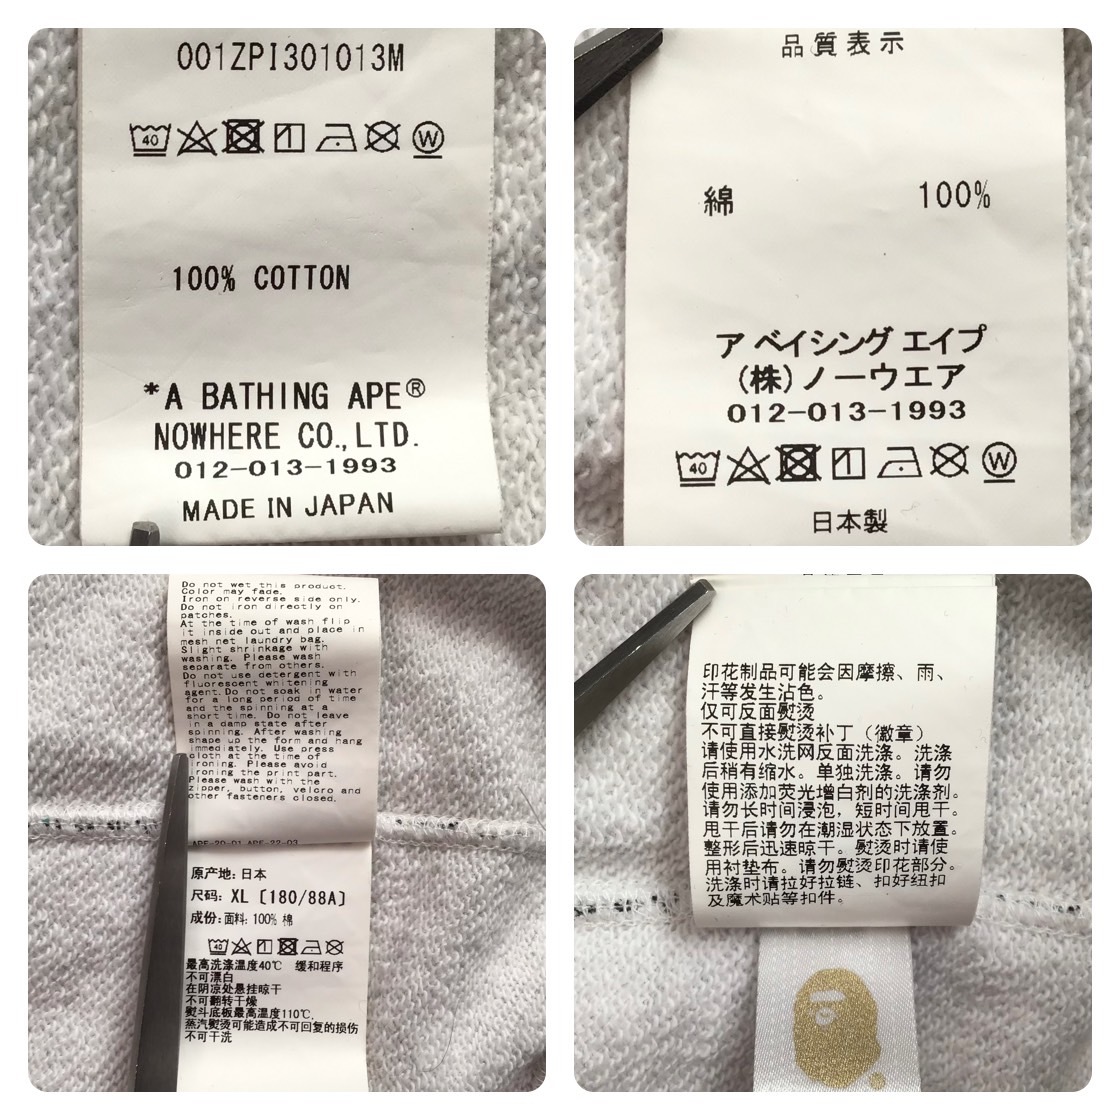 001ZPI301013M
40 W
100% COTTON
*A BATHING APE®
NOWHERE CO., LTD.
012-013-1993
MADE IN JAPAN
品質表示
綿 100%
ア ベイシング エイプ
(株)ノーウエア
012-013-1993
40 W
日本製
Do not wet this product.
Color may fade.
Iron on reverse side only.
Do not iron directly on
patches.
At the time of wash flip
it inside out and place in
mesh net laundry bag.
Slight shrinkage with
washing. Please wash
separate from others.
Do not use detergent with
fluorescent whitening
agent. Do not soak in water
for a long period of time
and the spinning at a
short time. Do not leave
in a damp state after
spinning. After washing
shape up the form and hang
immediately. Use press
cloth at the time of
ironing. Please avoid
ironing the print part.
Please wash with the
zipper, button, velcro and
other fasteners closed.
原产地: 日本
尺码: XL [180/88A]
成份: 面料: 100% 棉
40
最高洗涤温度40℃ 缓和程序
不可漂白
在阴凉处悬挂晾干
不可翻转干燥
熨斗底板最高温度110℃,
蒸汽熨烫可能造成不可回复的损伤
不可干洗
印花制品可能会因摩擦、雨、
汗等发生沾色。
仅可反面熨烫
不可直接熨烫补丁（徽章）
请使用水洗网反面洗涤。洗涤
后稍有缩水。单独洗涤。请勿
使用添加荧光增白剂的洗涤剂。
请勿长时间浸泡，短时间甩干。
甩干后请勿在潮湿状态下放置。
整形后迅速晾干。熨烫时请使
用衬垫布。请勿熨烫印花部分。
洗涤时请拉好拉链、扣好纽扣
及魔术贴等扣件。
®